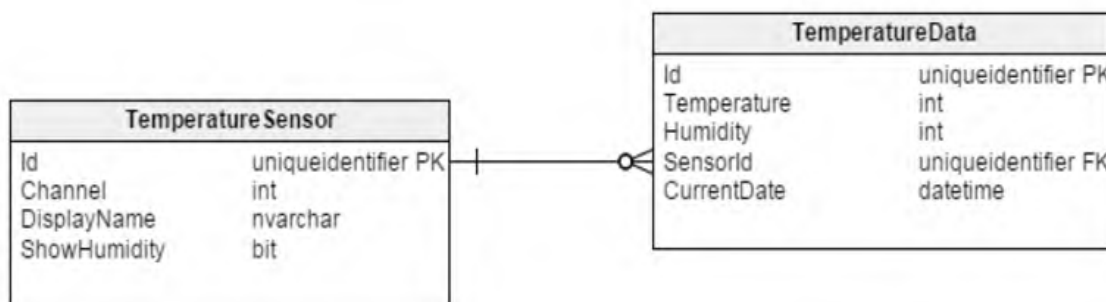 TemperatureSensor
Id uniqueidentifier PK
Channel int
DisplayName nvarchar
ShowHumidity bit
TemperatureData
Id uniqueidentifier PK
Temperature int
Humidity int
SensorId uniqueidentifier FK
CurrentDate datetime